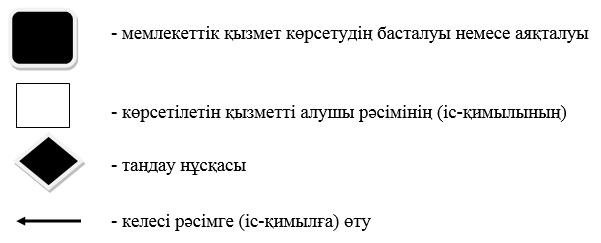 - мемлекеттік қызмет көрсетудің басталуы немесе аяқталуы
- көрсетілетін қызметті алушы рәсімінің (іс-қимылының)
- таңдау нұсқасы
- келесі рәсімге (іс-қимылға) өту